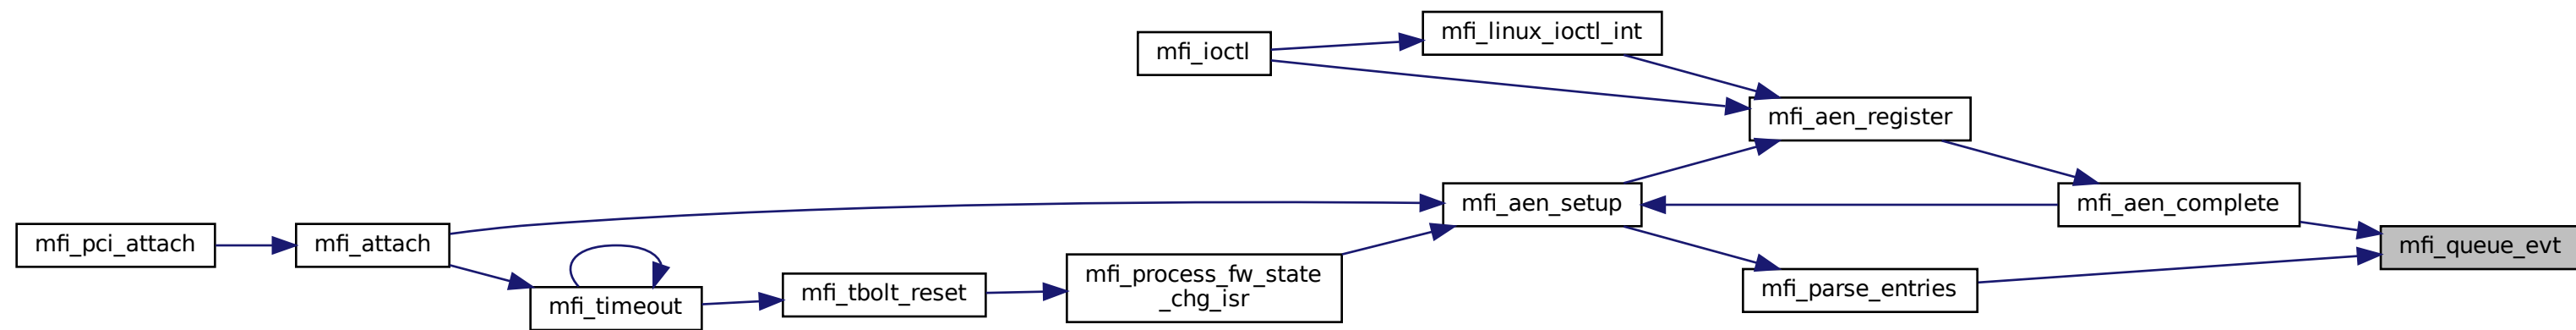 mfi_linux_ioctl_int
mfi_ioctl
mfi_aen_register
mfi_aen_setup
mfi_aen_complete
mfi_pci_attach
mfi_attach
mfi_queue_evt
mfi_process_fw_state
_chg_isr
mfi_parse_entries
mfi_tbolt_reset
mfi_timeout